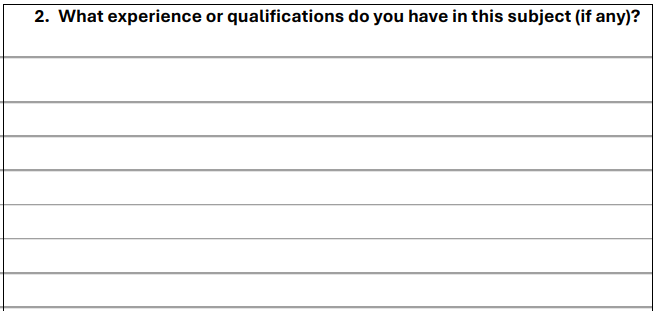 2. What experience or qualifications do you have in this subject (if any)?